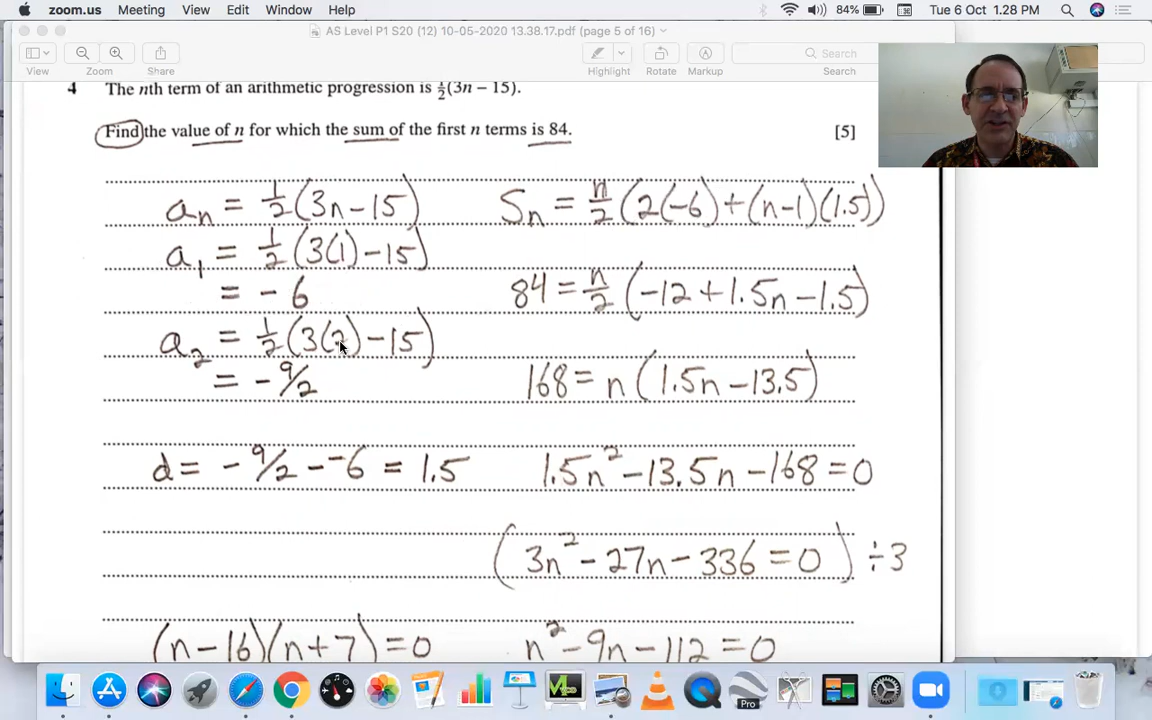 zoom.us Meeting View Edit Window Help 84% Tue 6 Oct 1.28 PM
AS Level P1 S20 (12) 10-05-2020 13.38.17.pdf (page 5 of 16)
View Zoom Share Highlight Rotate Markup Search
Search
4 The nth term of an arithmetic progression is ½(3n − 15).
Find the value of n for which the sum of the first n terms is 84. [5]
aₙ = ½(3n − 15)
a₁ = ½(3(1) − 15)
= − 6
a₂ = ½(3(2) − 15)
= − 9/2
d = − 9/2 − −6 = 1.5
Sₙ = n/2 (2(−6) + (n−1)(1.5))
84 = n/2 (−12 + 1.5n − 1.5)
168 = n (1.5n − 13.5)
1.5n² − 13.5n − 168 = 0
(3n² − 27n − 336 = 0) ÷ 3
n² − 9n − 112 = 0
(n − 16)(n + 7) = 0
Pro